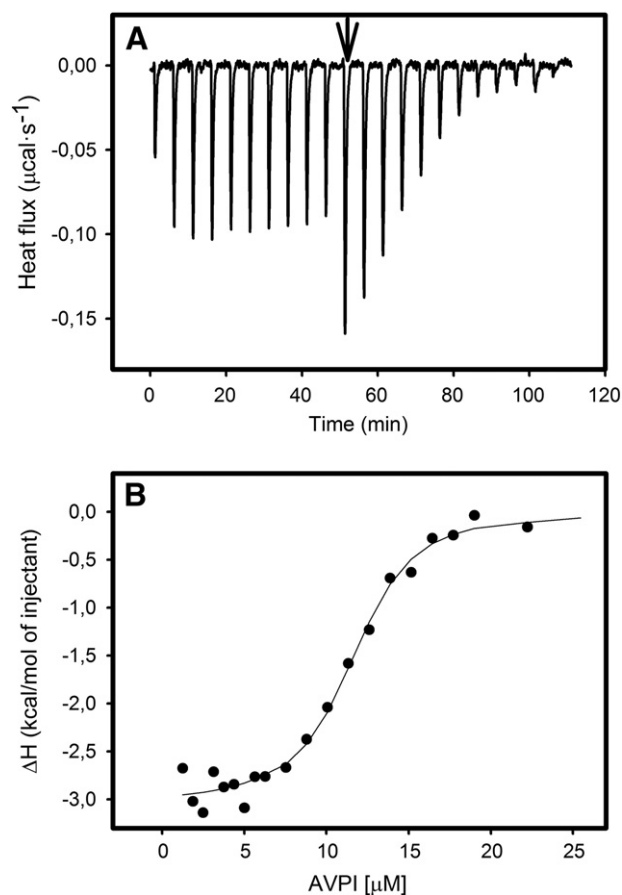 A
0,00
-0,05
-0,10
-0,15
Heat flux (μcal·s⁻¹)
0 20 40 60 80 100 120
Time (min)
B
0,0
-0,5
-1,0
-1,5
-2,0
-2,5
-3,0
ΔH (kcal/mol of injectant)
0 5 10 15 20 25
AVPI [μM]